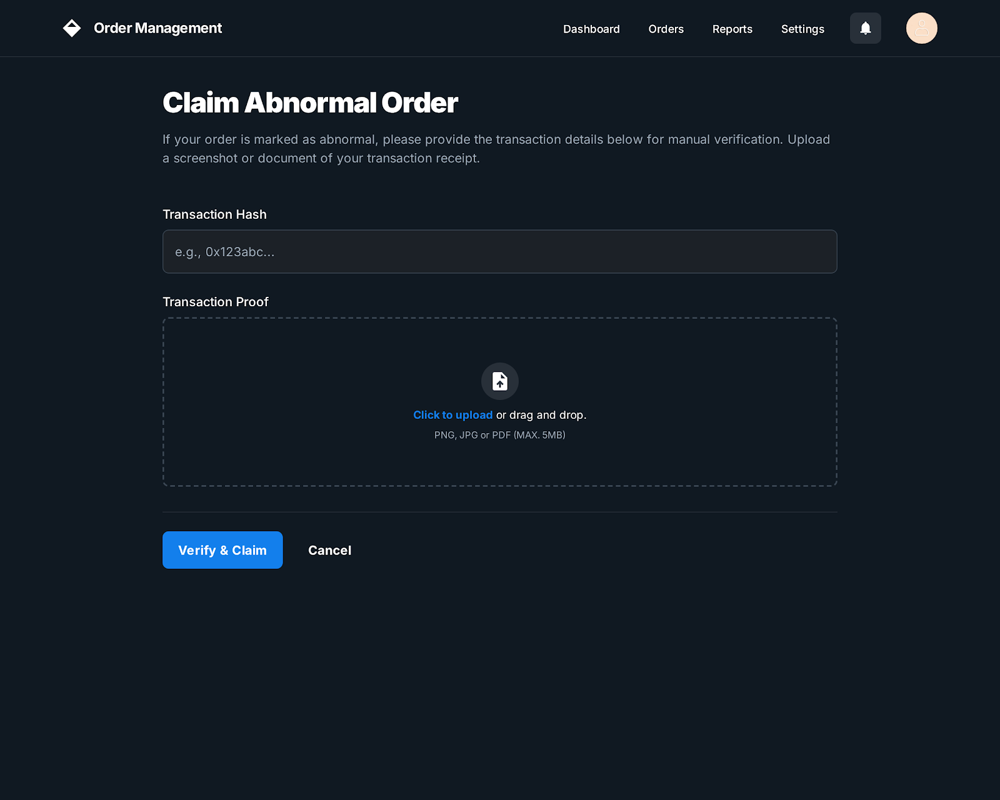 Order Management
Dashboard
Orders
Reports
Settings
Claim Abnormal Order
If your order is marked as abnormal, please provide the transaction details below for manual verification. Upload
a screenshot or document of your transaction receipt.
Transaction Hash
e.g., 0x123abc...
Transaction Proof
Click to upload or drag and drop.
PNG, JPG or PDF (MAX. 5MB)
Verify & Claim
Cancel